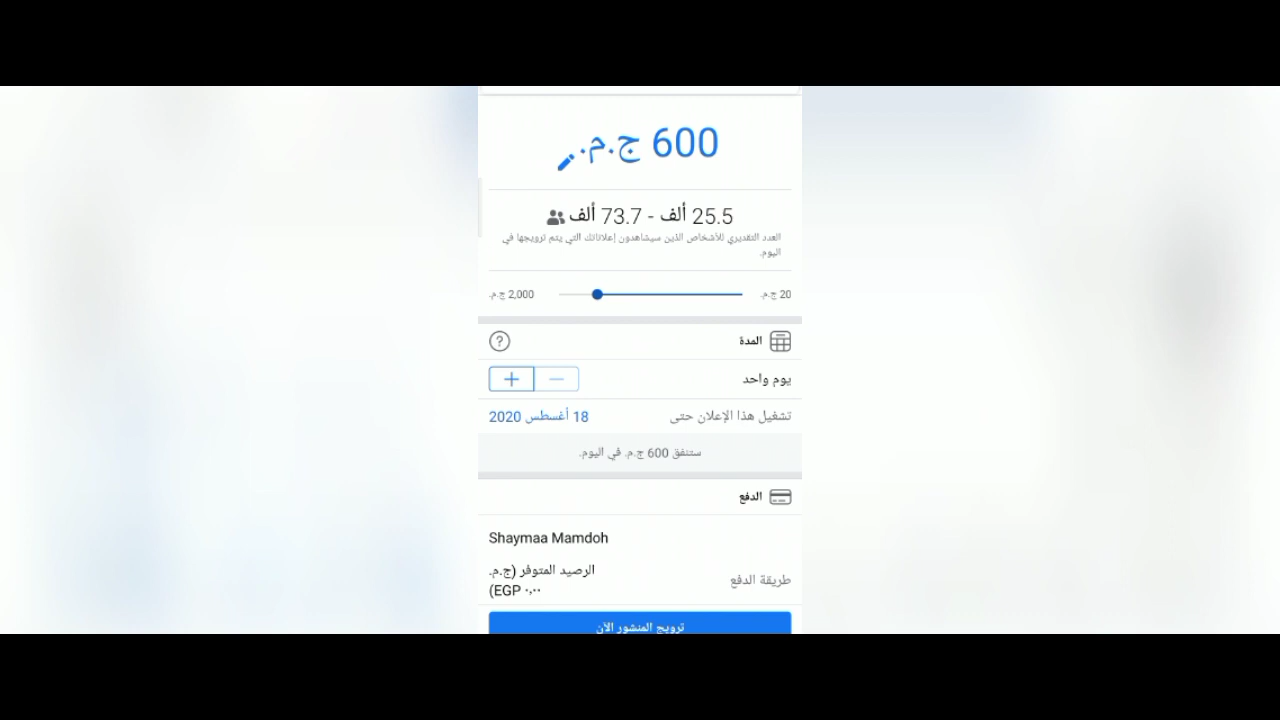 600 ج.م.
25.5 ألف - 73.7 ألف
العدد التقديري للأشخاص الذين سيشاهدون إعلاناتك التي يتم ترويجها في
اليوم.
20 ج.م. 2,000 ج.م.
المدة ?
يوم واحد − +
تشغيل هذا الإعلان حتى 18 أغسطس 2020
ستنفق 600 ج.م. في اليوم.
الدفع
Shaymaa Mamdoh
طريقة الدفع الرصيد المتوفر (ج.م.
٠,٠٠ EGP)
ترويج المنشور الآن